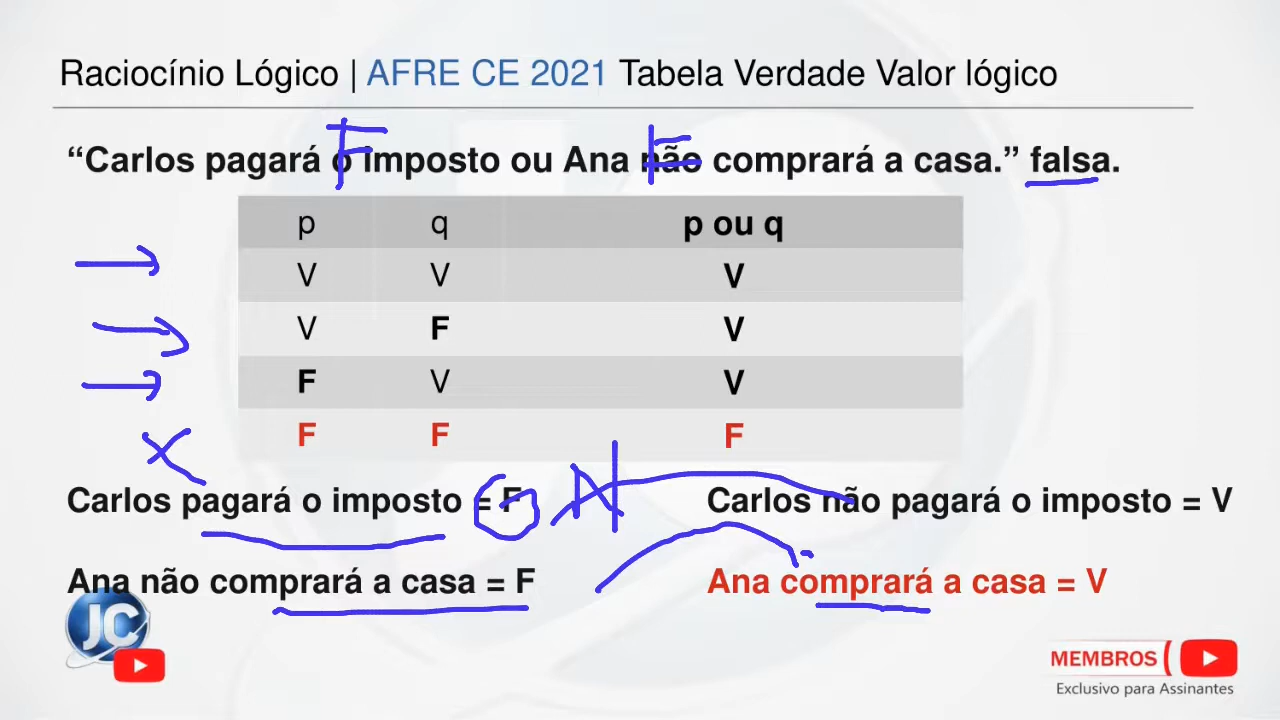 Raciocínio Lógico | AFRE CE 2021 Tabela Verdade Valor lógico
F F
“Carlos pagará o imposto ou Ana não comprará a casa.” falsa.
p q p ou q
V V V
V F V
F V V
F F F
N
Carlos pagará o imposto = F Carlos não pagará o imposto = V
Ana não comprará a casa = F Ana comprará a casa = V
JC
MEMBROS
Exclusivo para Assinantes